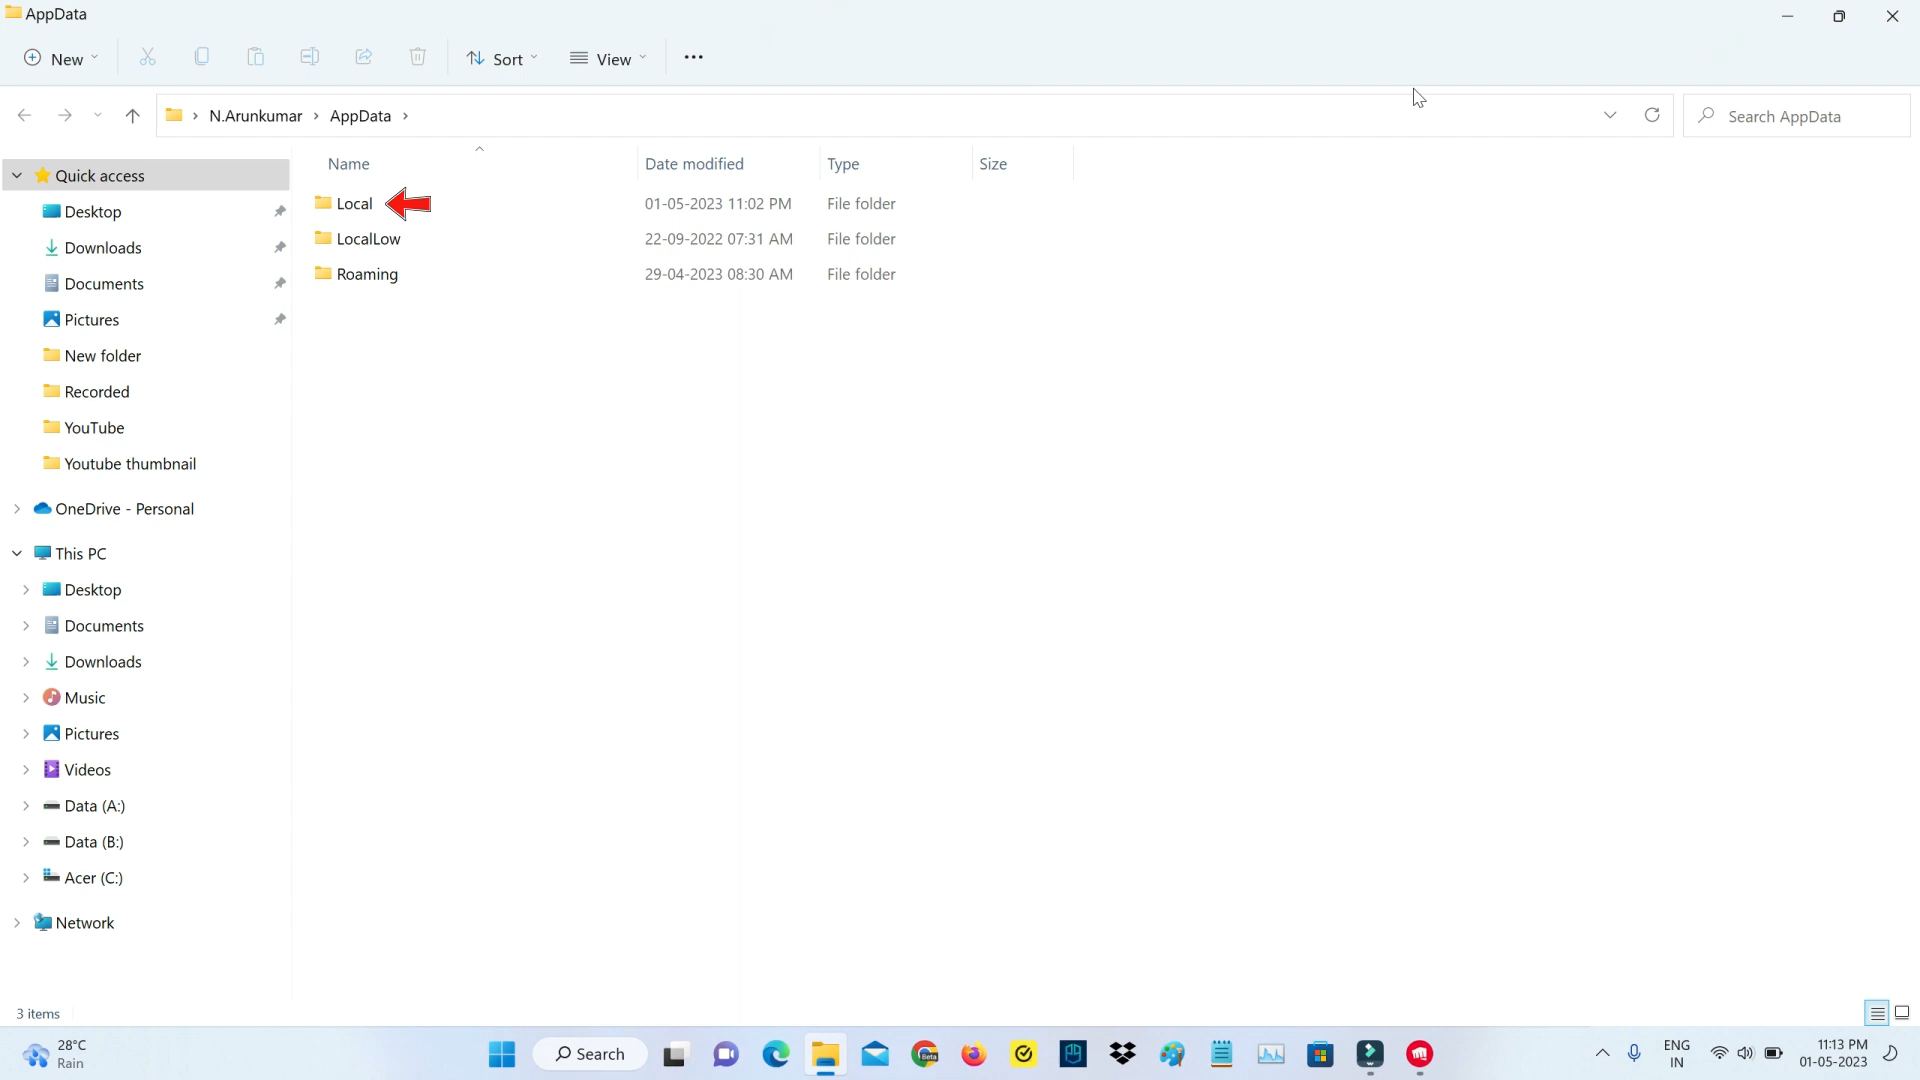 AppData
New
Sort
View
N.Arunkumar > AppData >
Search AppData
Name Date modified Type Size
Local 01-05-2023 11:02 PM File folder
LocalLow 22-09-2022 07:31 AM File folder
Roaming 29-04-2023 08:30 AM File folder
Quick access
Desktop
Downloads
Documents
Pictures
New folder
Recorded
YouTube
Youtube thumbnail
OneDrive - Personal
This PC
Desktop
Documents
Downloads
Music
Pictures
Videos
Data (A:)
Data (B:)
Acer (C:)
Network
3 items
28°C
Rain
Search
Beta
ENG
IN
11:13 PM
01-05-2023